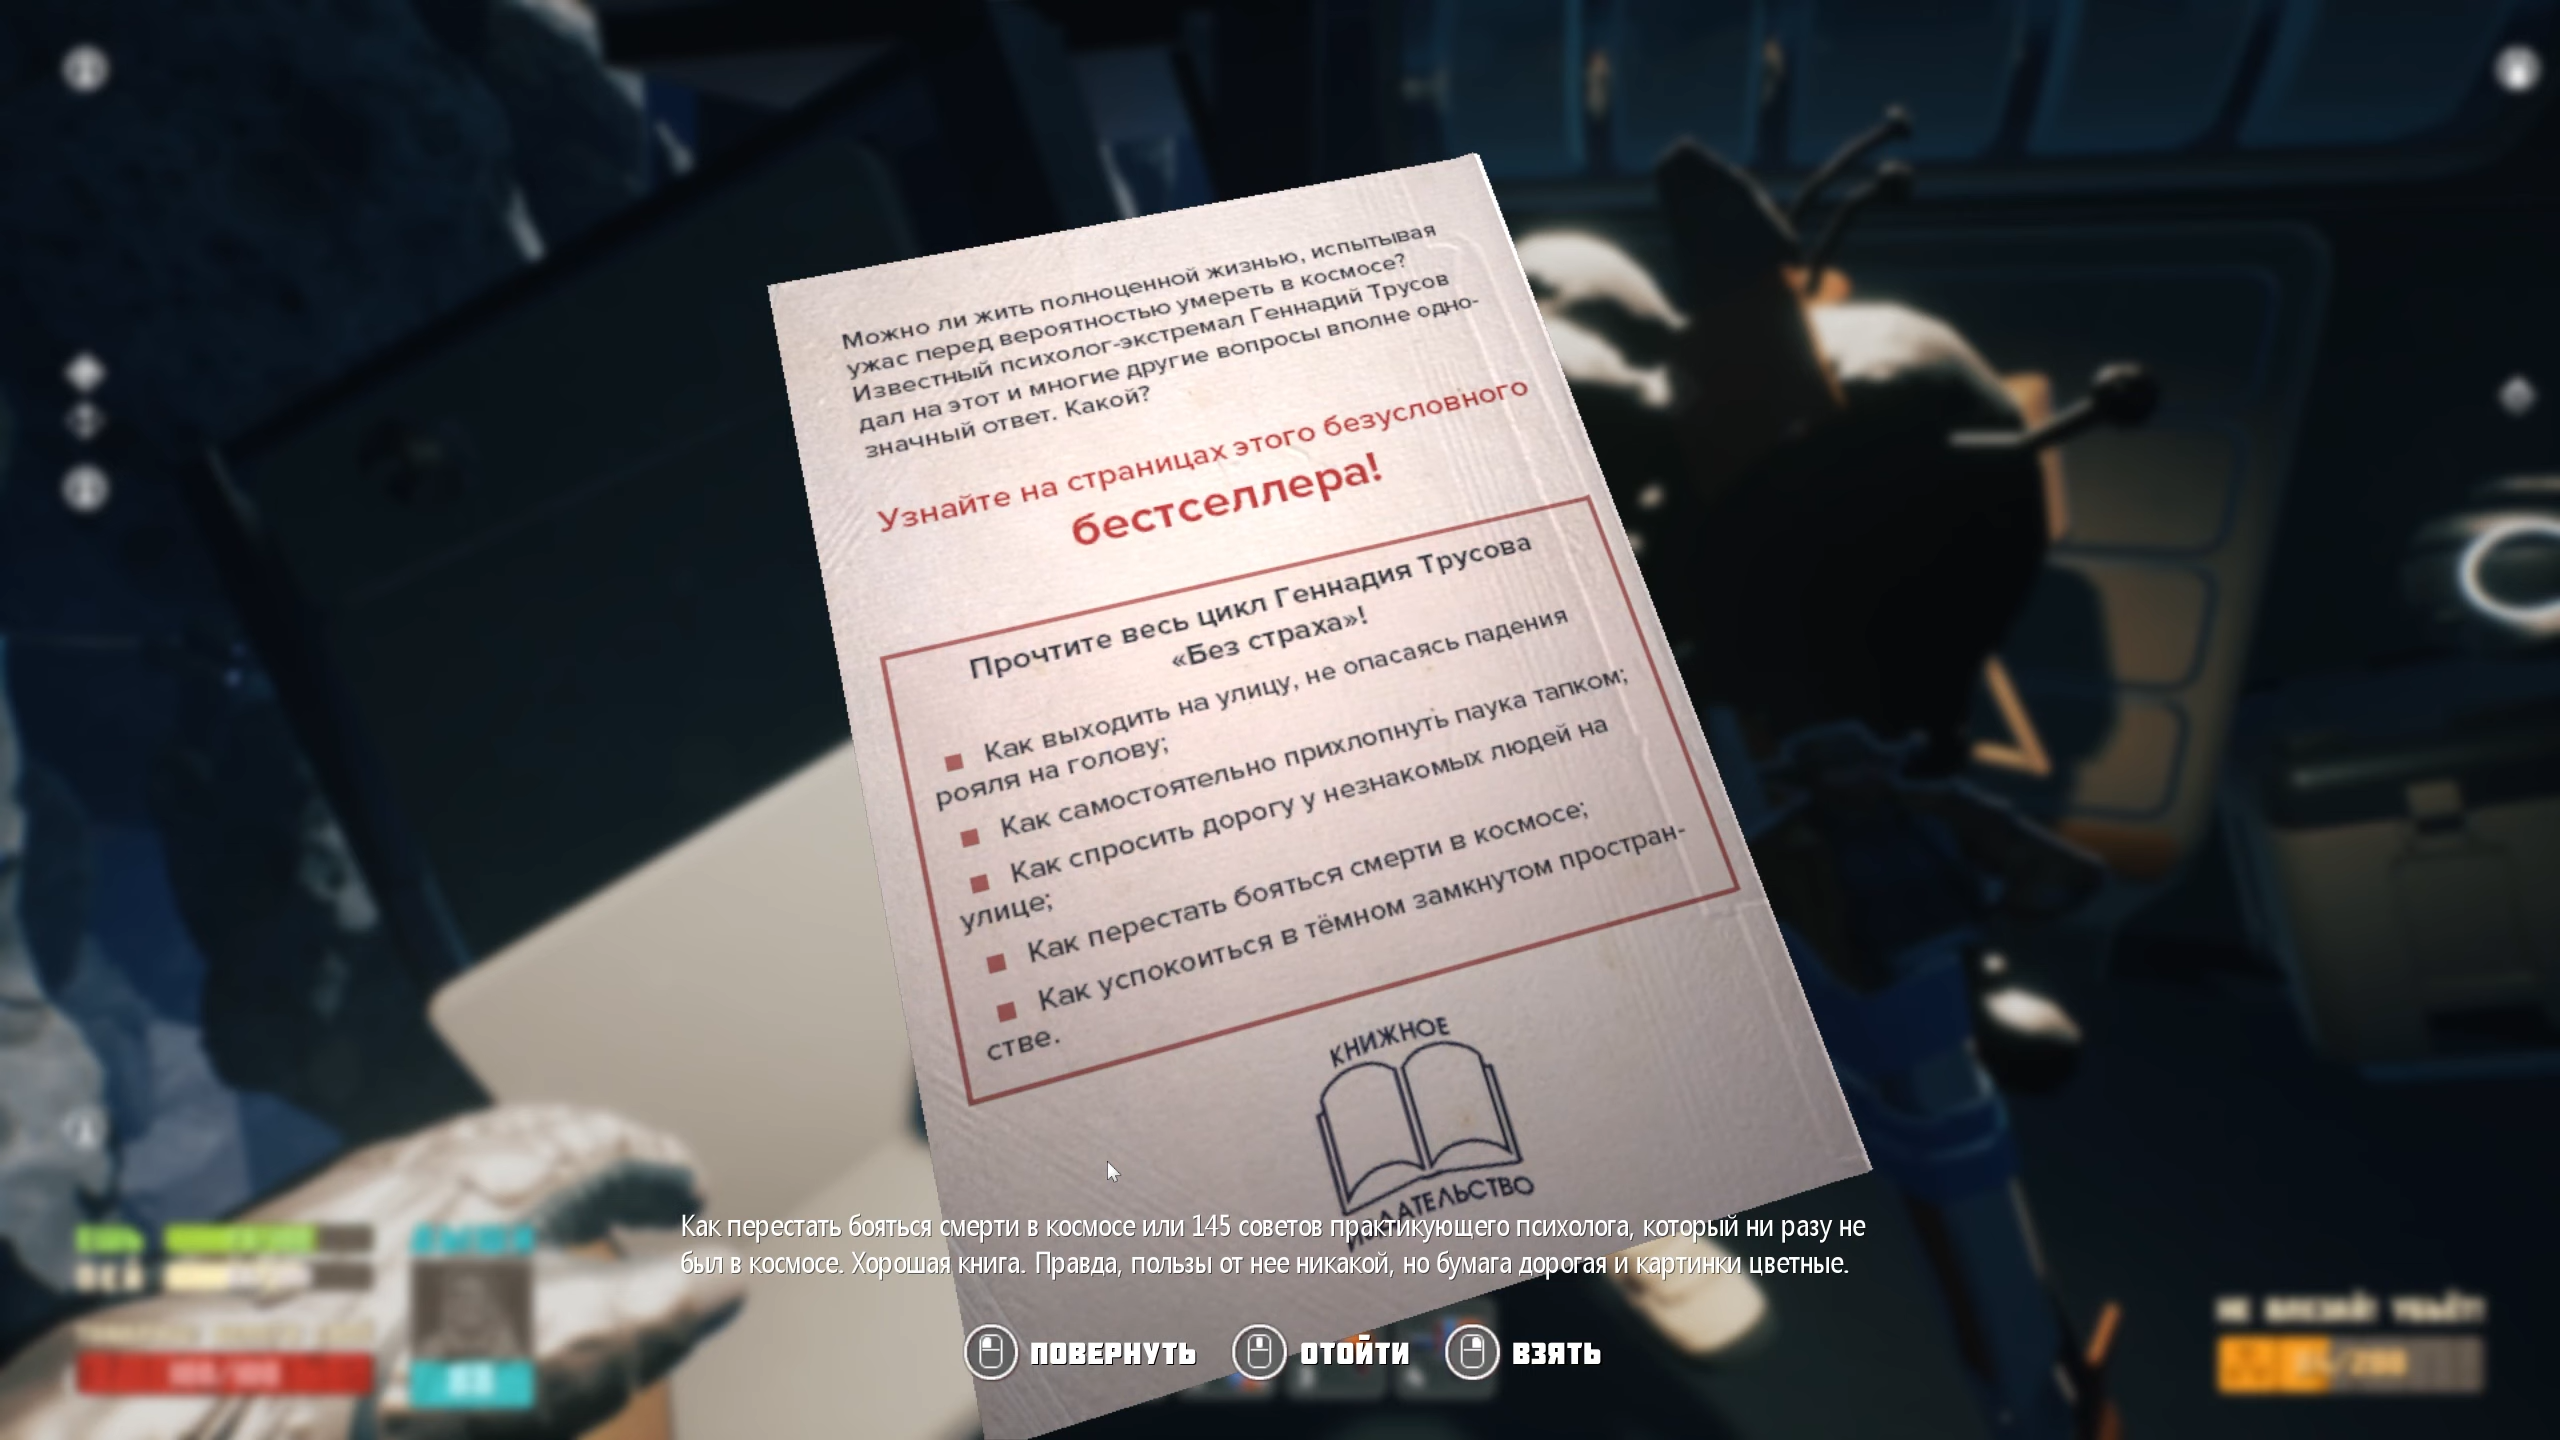 Можно ли жить полноценной жизнью, испытывая
ужас перед вероятностью умереть в космосе?
Известный психолог-экстремал Геннадий Трусов
дал на этот и многие другие вопросы вполне одно-
значный ответ. Какой?
Узнайте на страницах этого безусловного
бестселлера!
Прочтите весь цикл Геннадия Трусова
«Без страха»!
Как выходить на улицу, не опасаясь падения
рояля на голову;
Как самостоятельно прихлопнуть паука тапком;
Как спросить дорогу у незнакомых людей на
улице;
Как перестать бояться смерти в космосе;
Как успокоиться в тёмном замкнутом простран-
стве.
КНИЖНОЕ
ИЗДАТЕЛЬСТВО
Как перестать бояться смерти в космосе или 145 советов практикующего психолога, который ни разу не
был в космосе. Хорошая книга. Правда, пользы от нее никакой, но бумага дорогая и картинки цветные.
ПОВЕРНУТЬ ОТОЙТИ ВЗЯТЬ